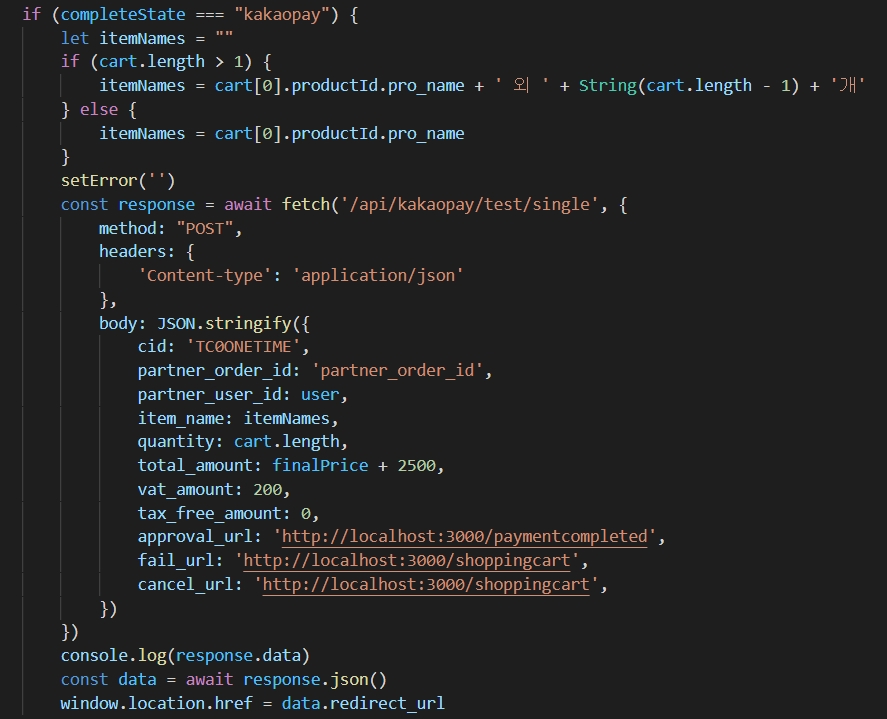 if (completeState === "kakaopay") {
let itemNames = ""
if (cart.length > 1) {
itemNames = cart[0].productId.pro_name + ' 외 ' + String(cart.length - 1) + '개'
} else {
itemNames = cart[0].productId.pro_name
}
setError('')
const response = await fetch('/api/kakaopay/test/single', {
method: "POST",
headers: {
'Content-type': 'application/json'
},
body: JSON.stringify({
cid: 'TC0ONETIME',
partner_order_id: 'partner_order_id',
partner_user_id: user,
item_name: itemNames,
quantity: cart.length,
total_amount: finalPrice + 2500,
vat_amount: 200,
tax_free_amount: 0,
approval_url: 'http://localhost:3000/paymentcompleted',
fail_url: 'http://localhost:3000/shoppingcart',
cancel_url: 'http://localhost:3000/shoppingcart',
})
})
console.log(response.data)
const data = await response.json()
window.location.href = data.redirect_url